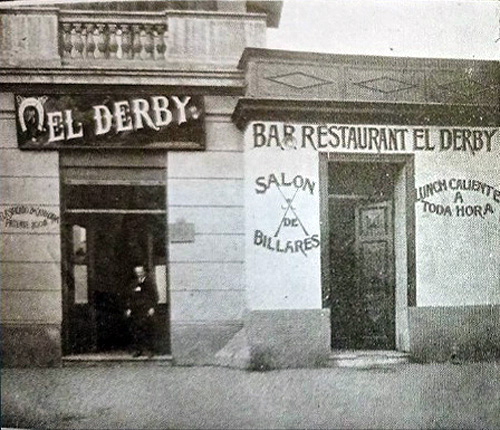 EL DERBY
BAR RESTAURANT EL DERBY
SALON
DE
BILLARES
LUNCH CALIENTE
A
TODA HORA